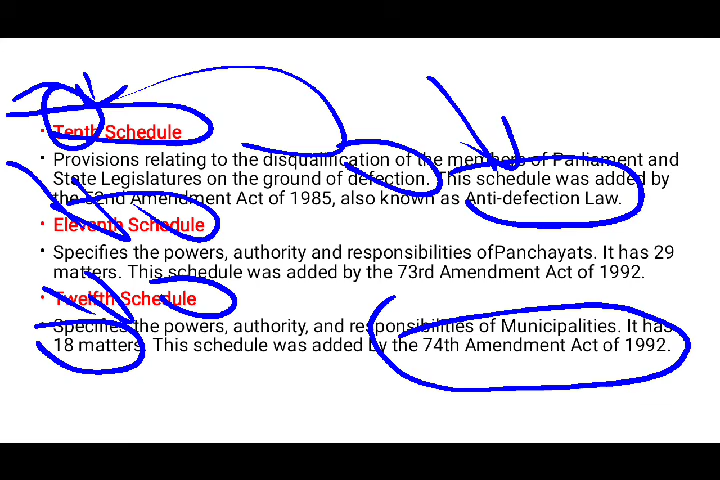 • Tenth Schedule
• Provisions relating to the disqualification of the members of Parliament and
State Legislatures on the ground of defection. This schedule was added by
the 52nd Amendment Act of 1985, also known as Anti-defection Law.
• Eleventh Schedule
• Specifies the powers, authority and responsibilities ofPanchayats. It has 29
matters. This schedule was added by the 73rd Amendment Act of 1992.
• Twelfth Schedule
• Specifies the powers, authority, and responsibilities of Municipalities. It has
18 matters. This schedule was added by the 74th Amendment Act of 1992.